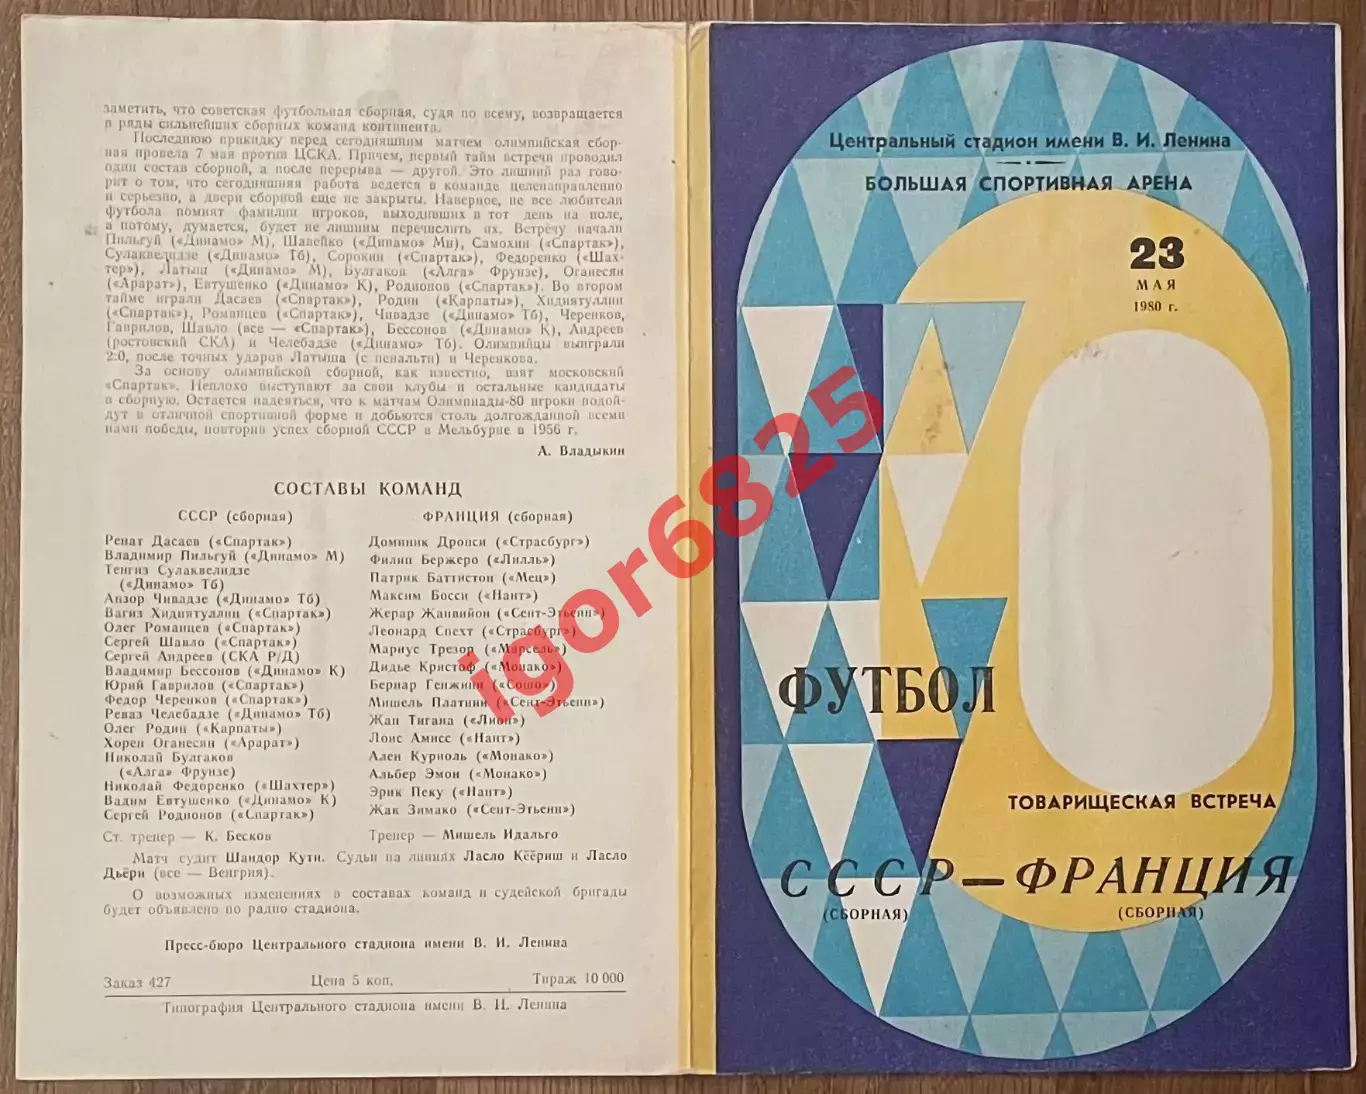 заметить, что советская футбольная сборная, судя по всему, возвращается
в ряды сильнейших сборных команд континента.
Последнюю прикидку перед сегодняшним матчем олимпийская сбор-
ная провела 7 мая против ЦСКА. Причем, первый тайм встречи проводил
один состав сборной, а после перерыва — другой. Это лишний раз гово-
рит о том, что сегодняшняя работа ведется в команде целенаправленно
и серьезно, а двери сборной еще не закрыты. Наверное, не все любители
футбола помнят фамилии игроков, выходивших в тот день на поле,
а потому, думается, будет не лишним перечислить их. Встречу начали
Пильгуй («Динамо» М), Шавейко («Динамо» Мн), Самохин («Спартак»),
Сулаквелидзе («Динамо» Тб), Сорокин («Спартак»), Федоренко («Шах-
тер»), Латыш («Динамо» М), Булгаков («Алга» Фрунзе), Оганесян
(«Арарат»), Евтушенко («Динамо» К), Родионов («Спартак»). Во втором
тайме играли Дасаев («Спартак»), Родин («Карпаты»), Хидиятуллин
(«Спартак»), Романцев («Спартак»), Чивадзе («Динамо» Тб), Черенков,
Гаврилов, Шавло (все — «Спартак»), Бессонов («Динамо» К), Андреев
(ростовский СКА) и Челебадзе («Динамо» Тб). Олимпийцы выиграли
2:0, после точных ударов Латыша (с пенальти) и Черенкова.
За основу олимпийской сборной, как известно, взят московский
«Спартак». Неплохо выступают за свои клубы и остальные кандидаты
в сборную. Остается надеяться, что к матчам Олимпиады-80 игроки подой-
дут в отличной спортивной форме и добьются столь долгожданной всеми
нами победы, повторив успех сборной СССР в Мельбурне в 1956 г.
А. Владыкин
СОСТАВЫ КОМАНД
СССР (сборная)
Ренат Дасаев («Спартак»)
Владимир Пильгуй («Динамо» М)
Тенгиз Сулаквелидзе
(«Динамо» Тб)
Анзор Чивадзе («Динамо» Тб)
Вагиз Хидиятуллин («Спартак»)
Олег Романцев («Спартак»)
Сергей Шавло («Спартак»)
Сергей Андреев (СКА Р/Д)
Владимир Бессонов («Динамо» К)
Юрий Гаврилов («Спартак»)
Федор Черенков («Спартак»)
Реваз Челебадзе («Динамо» Тб)
Олег Родин («Карпаты»)
Хорен Оганесян («Арарат»)
Николай Булгаков
(«Алга» Фрунзе)
Николай Федоренко («Шахтер»)
Вадим Евтушенко («Динамо» К)
Сергей Родионов («Спартак»)
Ст. тренер — К. Бесков
ФРАНЦИЯ (сборная)
Доминик Дропси («Страсбург»)
Филип Бержеро («Лилль»)
Патрик Баттистон («Мец»)
Максим Босси («Нант»)
Жерар Жанвийон («Сент-Этьенн»)
Леонард Спехт («Страсбург»)
Мариус Трезор («Марсель»)
Дидье Кристоф («Монако»)
Бернар Генжини («Сошо»)
Мишель Платини («Сент-Этьенн»)
Жан Тигана («Лион»)
Лоис Амисс («Нант»)
Ален Куриоль («Монако»)
Альбер Эмон («Монако»)
Эрик Пеку («Нант»)
Жак Зимако («Сент-Этьенн»)
Тренер — Мишель Идальго
Матч судит Шандор Кути. Судьи на линиях Ласло Кёёриш и Ласло
Дьёри (все — Венгрия).
О возможных изменениях в составах команд и судейской бригады
будет объявлено по радио стадиона.
Пресс-бюро Центрального стадиона имени В. И. Ленина
Заказ 427 Цена 5 коп. Тираж 10 000
Типография Центрального стадиона имени В. И. Ленина
Центральный стадион имени В. И. Ленина
БОЛЬШАЯ СПОРТИВНАЯ АРЕНА
23
МАЯ
1980 г.
ФУТБОЛ
ТОВАРИЩЕСКАЯ ВСТРЕЧА
СССР—ФРАНЦИЯ
(СБОРНАЯ) (СБОРНАЯ)
igor6825